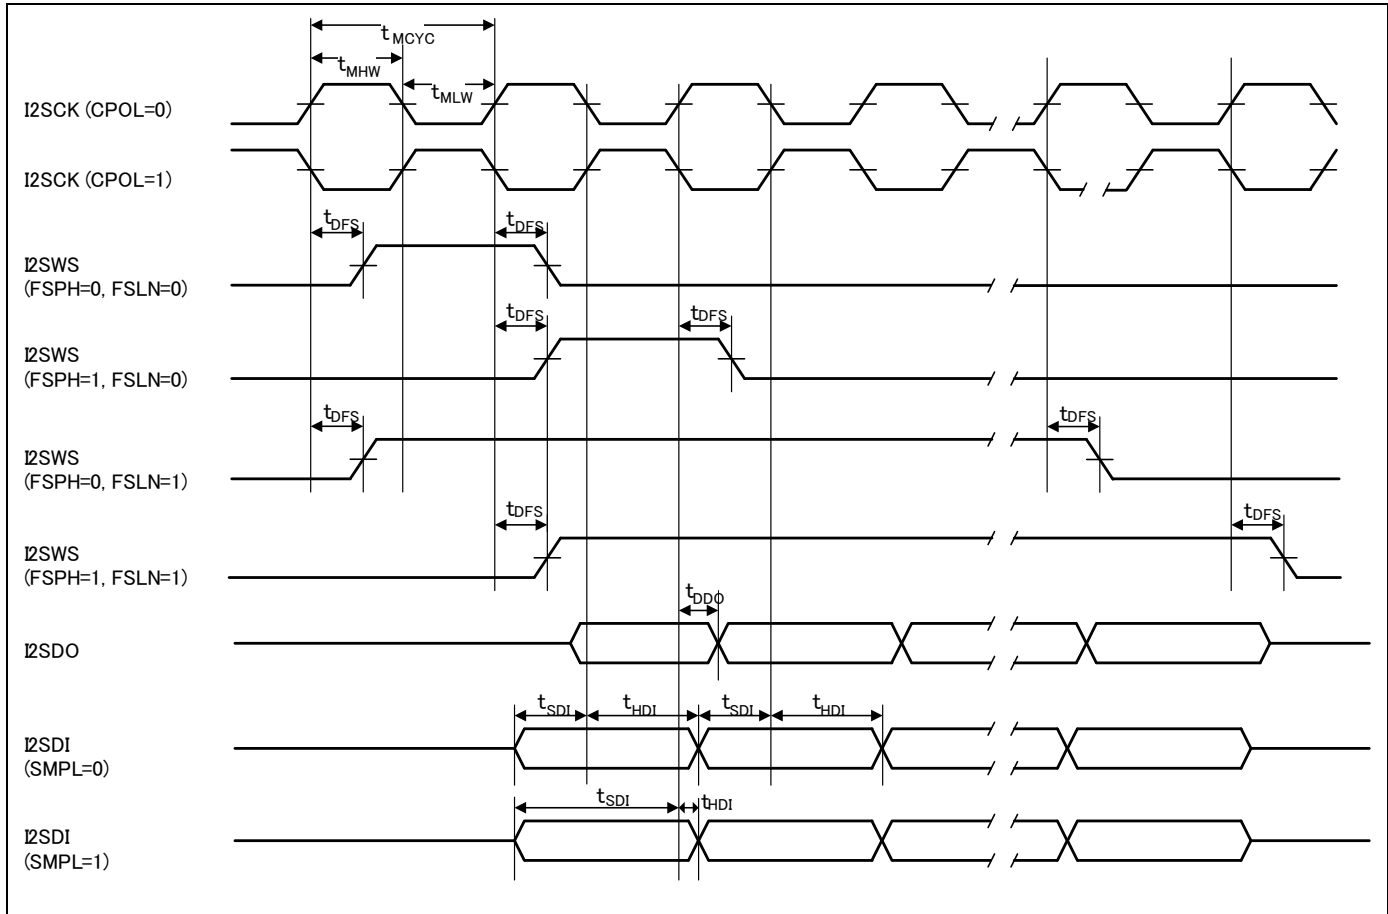 tMCYC
tMHW
tMLW
I2SCK (CPOL=0)
I2SCK (CPOL=1)
tDFS tDFS
I2SWS
(FSPH=0, FSLN=0)
tDFS tDFS
I2SWS
(FSPH=1, FSLN=0)
tDFS tDFS
I2SWS
(FSPH=0, FSLN=1)
tDFS tDFS
I2SWS
(FSPH=1, FSLN=1)
tDDO
I2SDO
tSDI tHDI tSDI tHDI
I2SDI
(SMPL=0)
tSDI tHDI
I2SDI
(SMPL=1)